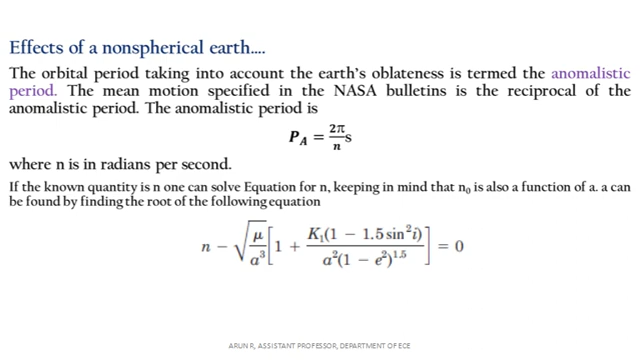 Effects of a nonspherical earth....
The orbital period taking into account the earth's oblateness is termed the anomalistic
period. The mean motion specified in the NASA bulletins is the reciprocal of the
anomalistic period. The anomalistic period is
P_A = 2π/n s
where n is in radians per second.
If the known quantity is n one can solve Equation for n, keeping in mind that n₀ is also a function of a. a can
be found by finding the root of the following equation
n − √(μ/a³) [1 + K₁(1 − 1.5 sin² i) / a²(1 − e²)^1.5] = 0
ARUN R, ASSISTANT PROFESSOR, DEPARTMENT OF ECE